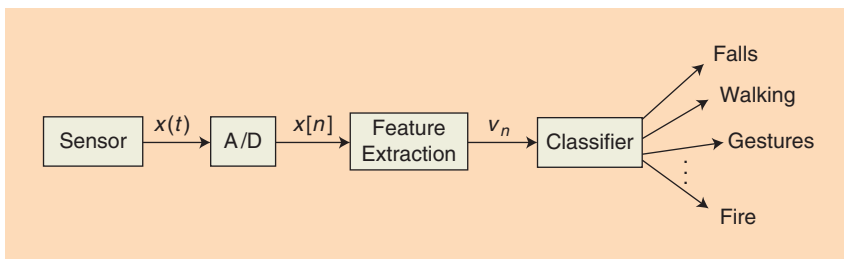 Sensor
x(t)
A/D
x[n]
Feature
Extraction
vn
Classifier
Falls
Walking
Gestures
Fire